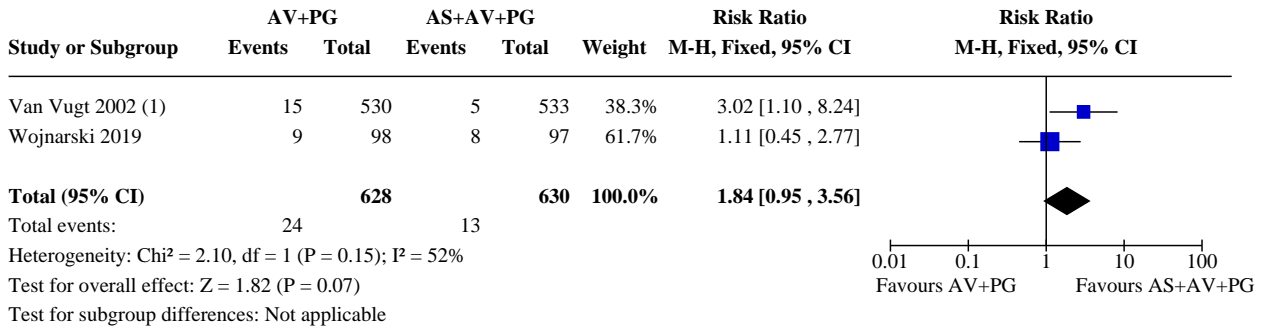 AV+PG AS+AV+PG Risk Ratio Risk Ratio
Study or Subgroup Events Total Events Total Weight M-H, Fixed, 95% CI M-H, Fixed, 95% CI
Van Vugt 2002 (1) 15 530 5 533 38.3% 3.02 [1.10 , 8.24]
Wojnarski 2019 9 98 8 97 61.7% 1.11 [0.45 , 2.77]
Total (95% CI) 628 630 100.0% 1.84 [0.95 , 3.56]
Total events: 24 13
Heterogeneity: Chi² = 2.10, df = 1 (P = 0.15); I² = 52%
0.01 0.1 1 10 100
Test for overall effect: Z = 1.82 (P = 0.07)
Favours AV+PG Favours AS+AV+PG
Test for subgroup differences: Not applicable